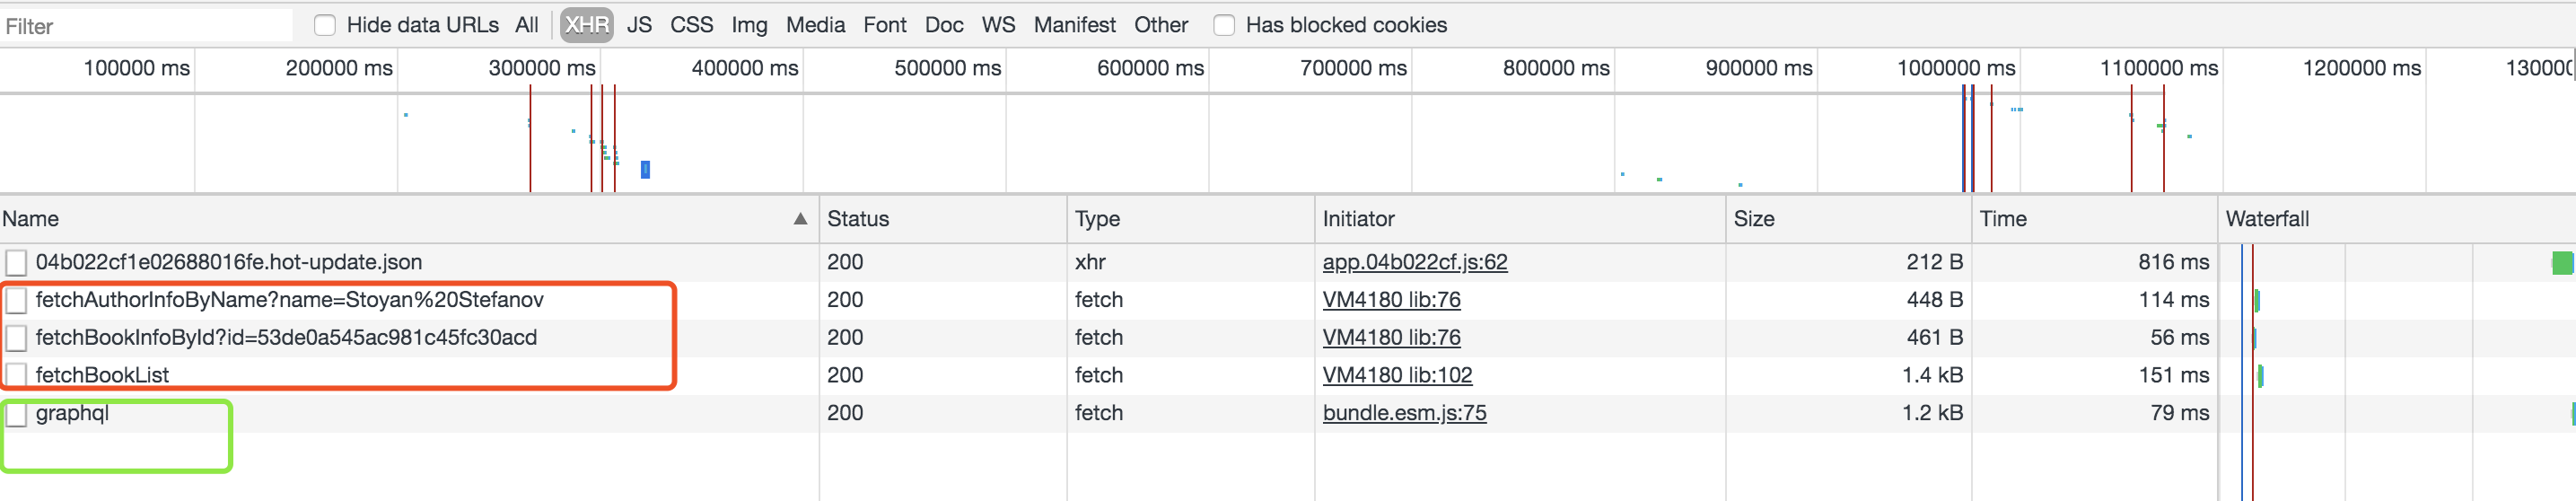 Filter Hide data URLs All XHR JS CSS Img Media Font Doc WS Manifest Other Has blocked cookies
100000 ms 200000 ms 300000 ms 400000 ms 500000 ms 600000 ms 700000 ms 800000 ms 900000 ms 1000000 ms 1100000 ms 1200000 ms 130000
Name Status Type Initiator Size Time Waterfall
04b022cf1e02688016fe.hot-update.json 200 xhr app.04b022cf.js:62 212 B 816 ms
fetchAuthorInfoByName?name=Stoyan%20Stefanov 200 fetch VM4180 lib:76 448 B 114 ms
fetchBookInfoById?id=53de0a545ac981c45fc30acd 200 fetch VM4180 lib:76 461 B 56 ms
fetchBookList 200 fetch VM4180 lib:102 1.4 kB 151 ms
graphql 200 fetch bundle.esm.js:75 1.2 kB 79 ms